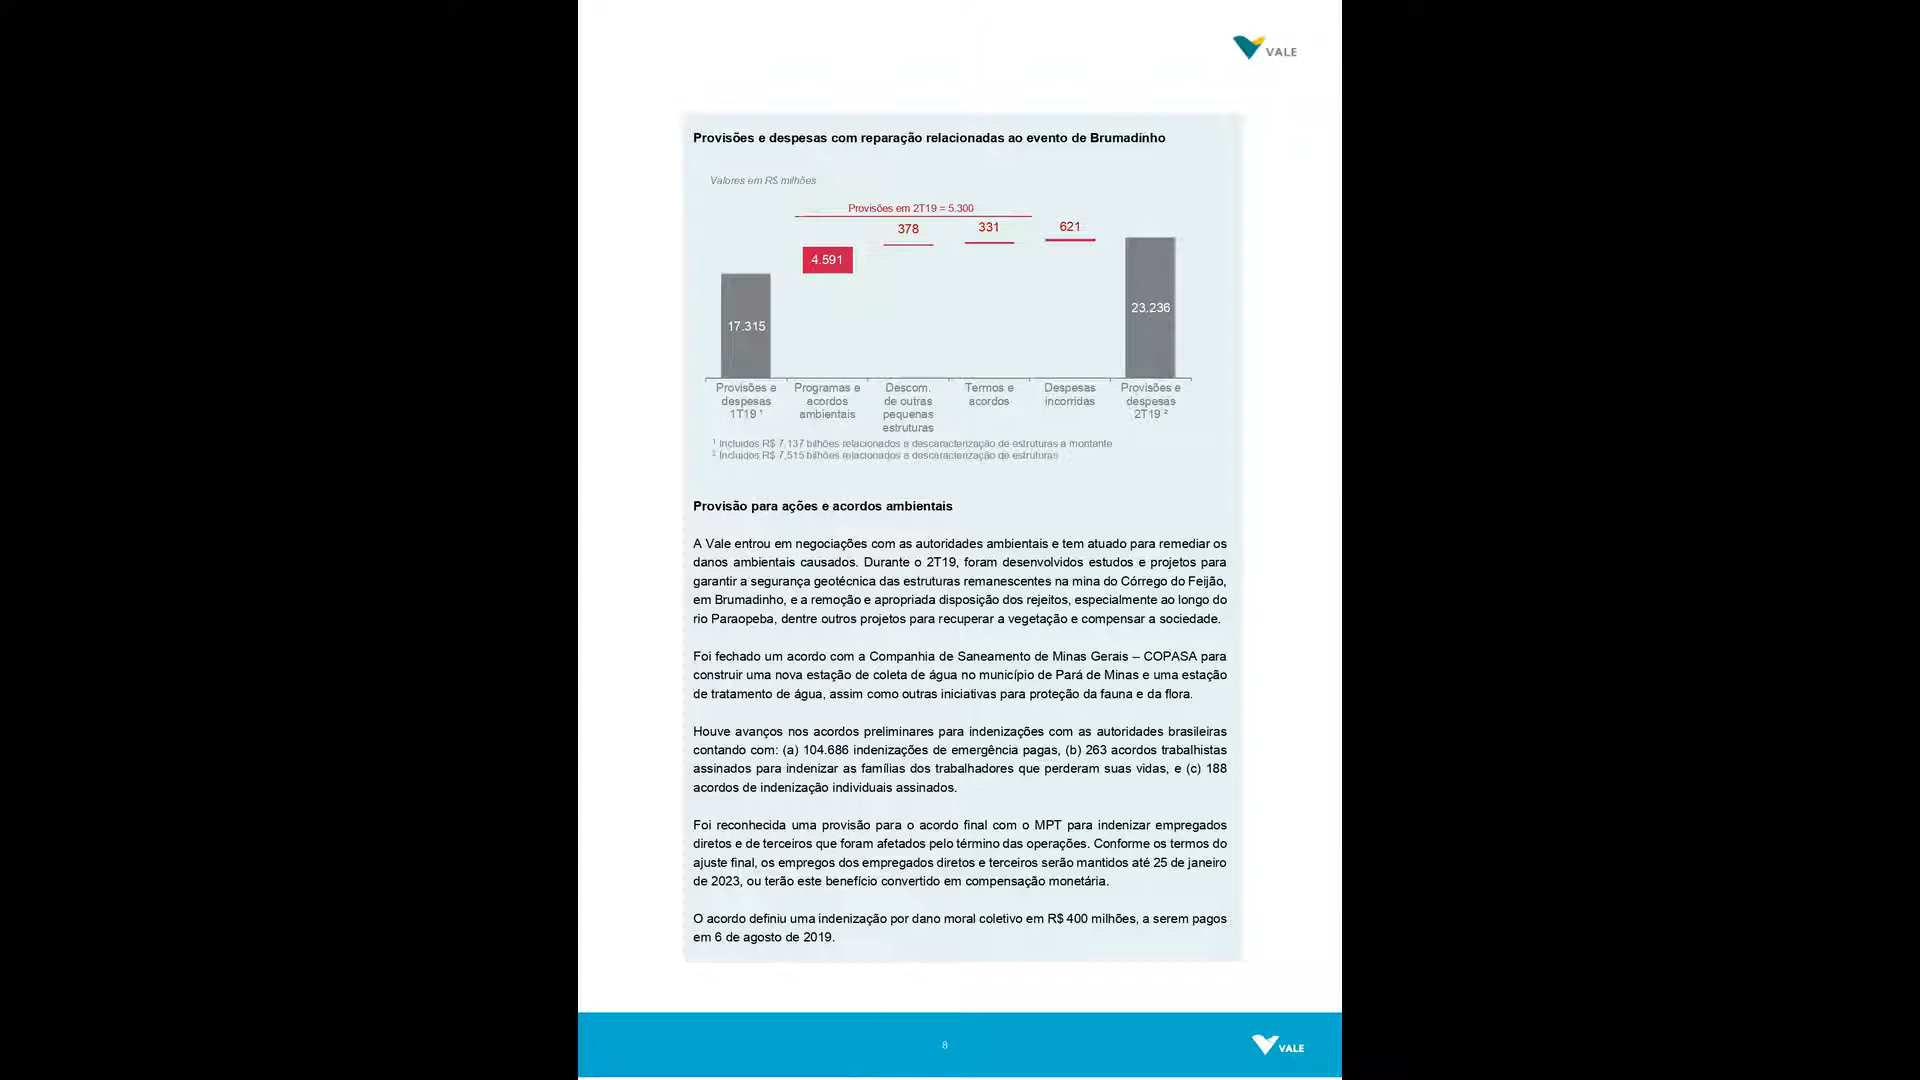 VALE
Provisões e despesas com reparação relacionadas ao evento de Brumadinho
Valores em R$ milhões
Provisões em 2T19 = 5.300
378
331
621
4.591
17.315
23.236
Provisões e despesas 1T19 ¹
Programas e acordos ambientais
Descom. de outras pequenas estruturas
Termos e acordos
Despesas incorridas
Provisões e despesas 2T19 ²
¹ Incluidos R$ 7,137 bilhões relacionados a descaracterização de estruturas a montante
² Incluidos R$ 7,515 bilhões relacionados a descaracterização de estruturas
Provisão para ações e acordos ambientais
A Vale entrou em negociações com as autoridades ambientais e tem atuado para remediar os
danos ambientais causados. Durante o 2T19, foram desenvolvidos estudos e projetos para
garantir a segurança geotécnica das estruturas remanescentes na mina do Córrego do Feijão,
em Brumadinho, e a remoção e apropriada disposição dos rejeitos, especialmente ao longo do
rio Paraopeba, dentre outros projetos para recuperar a vegetação e compensar a sociedade.
Foi fechado um acordo com a Companhia de Saneamento de Minas Gerais – COPASA para
construir uma nova estação de coleta de água no município de Pará de Minas e uma estação
de tratamento de água, assim como outras iniciativas para proteção da fauna e da flora.
Houve avanços nos acordos preliminares para indenizações com as autoridades brasileiras
contando com: (a) 104.686 indenizações de emergência pagas, (b) 263 acordos trabalhistas
assinados para indenizar as famílias dos trabalhadores que perderam suas vidas, e (c) 188
acordos de indenização individuais assinados.
Foi reconhecida uma provisão para o acordo final com o MPT para indenizar empregados
diretos e de terceiros que foram afetados pelo término das operações. Conforme os termos do
ajuste final, os empregos dos empregados diretos e terceiros serão mantidos até 25 de janeiro
de 2023, ou terão este benefício convertido em compensação monetária.
O acordo definiu uma indenização por dano moral coletivo em R$ 400 milhões, a serem pagos
em 6 de agosto de 2019.
8
VALE